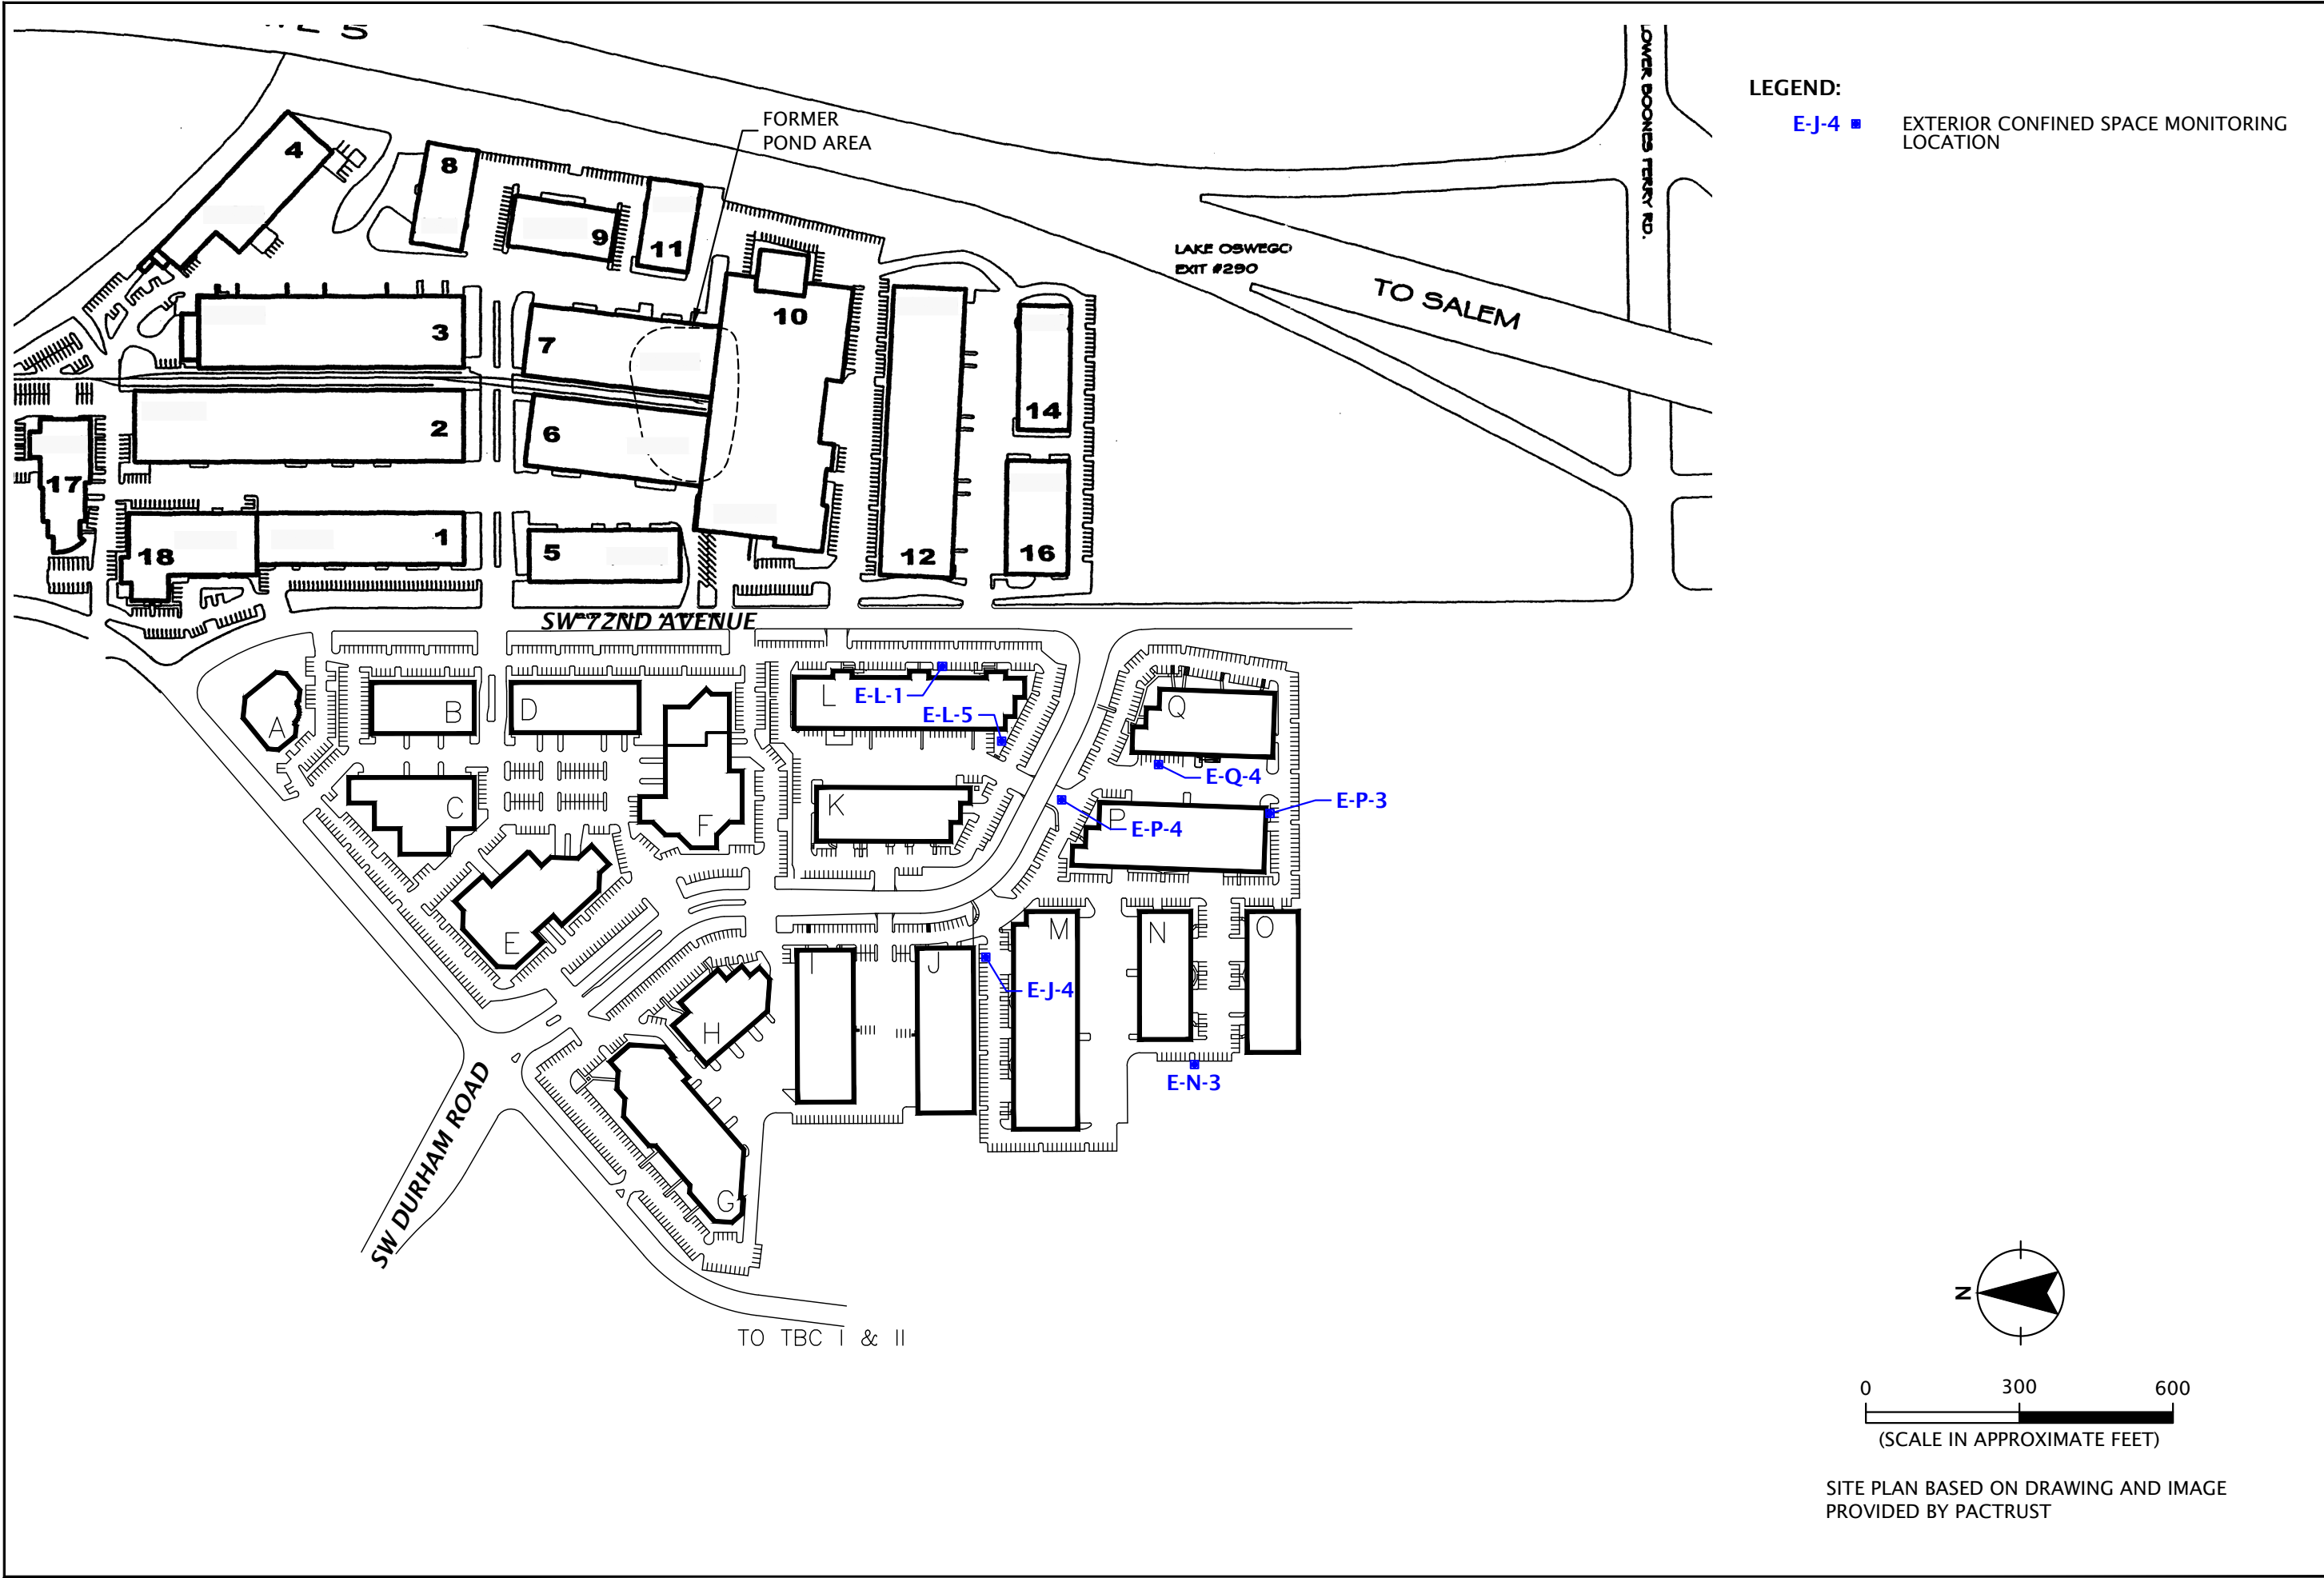 LOWER BOONES FERRY RD.
LEGEND:
E-J-4
EXTERIOR CONFINED SPACE MONITORING
LOCATION
FORMER
POND AREA
4
8
9
11
LAKE OSWEGO
EXIT #290
TO SALEM
3
7
10
2
6
14
17
18
1
5
12
16
SW 72ND AVENUE
A
B
D
L
E-L-1
E-L-5
Q
E-Q-4
C
F
K
P
E-P-4
E-P-3
E
M
N
O
I
J
E-J-4
H
E-N-3
G
SW DURHAM ROAD
TO TBC I & II
N
0 300 600
(SCALE IN APPROXIMATE FEET)
SITE PLAN BASED ON DRAWING AND IMAGE
PROVIDED BY PACTRUST